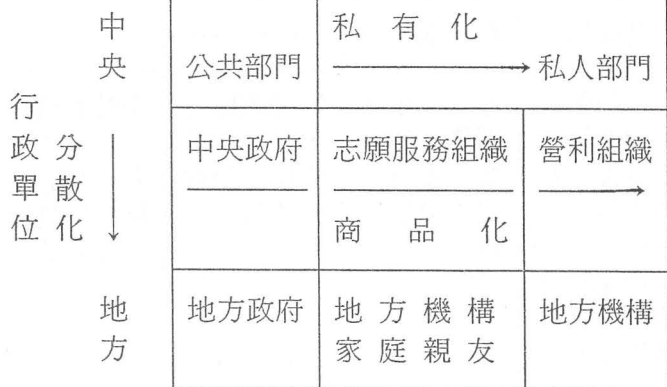 中央
私有化
公共部門 私人部門
行政單位
分散化
中央政府 志願服務組織 營利組織
商品化
地方
地方政府 地方機構 地方機構
家庭親友